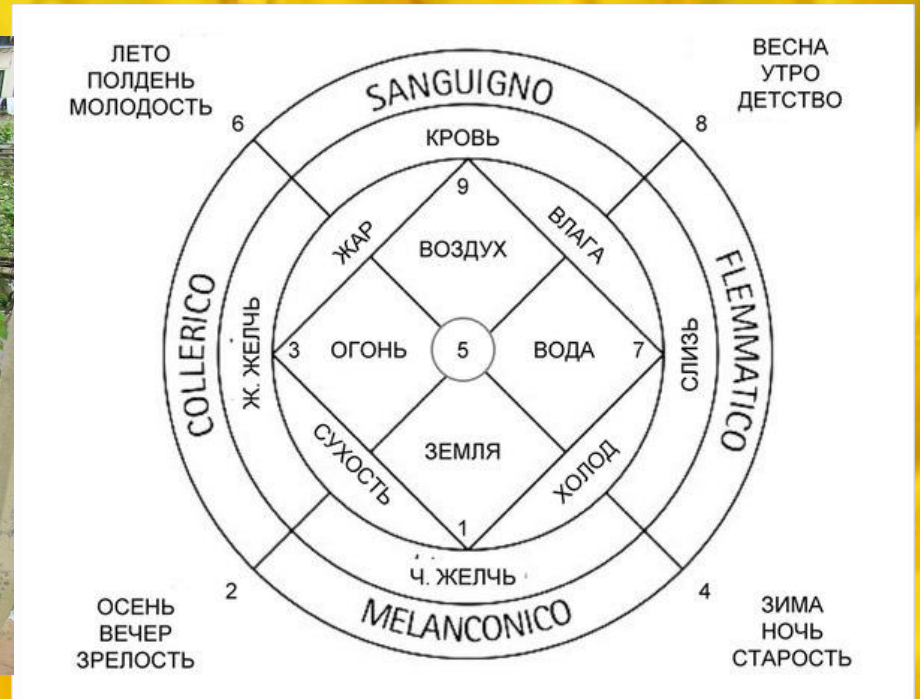 ЛЕТО
ПОЛДЕНЬ
МОЛОДОСТЬ
ВЕСНА
УТРО
ДЕТСТВО
6
8
SANGUIGNO
КРОВЬ
9
ЖАР
ВЛАГА
ВОЗДУХ
COLLERICO
Ж. ЖЕЛЧЬ
3
ОГОНЬ
5
ВОДА
7
СЛИЗЬ
FLEMMATICO
СУХОСТЬ
ЗЕМЛЯ
ХОЛОД
1
Ч. ЖЕЛЧЬ
MELANCONICO
2
4
ОСЕНЬ
ВЕЧЕР
ЗРЕЛОСТЬ
ЗИМА
НОЧЬ
СТАРОСТЬ